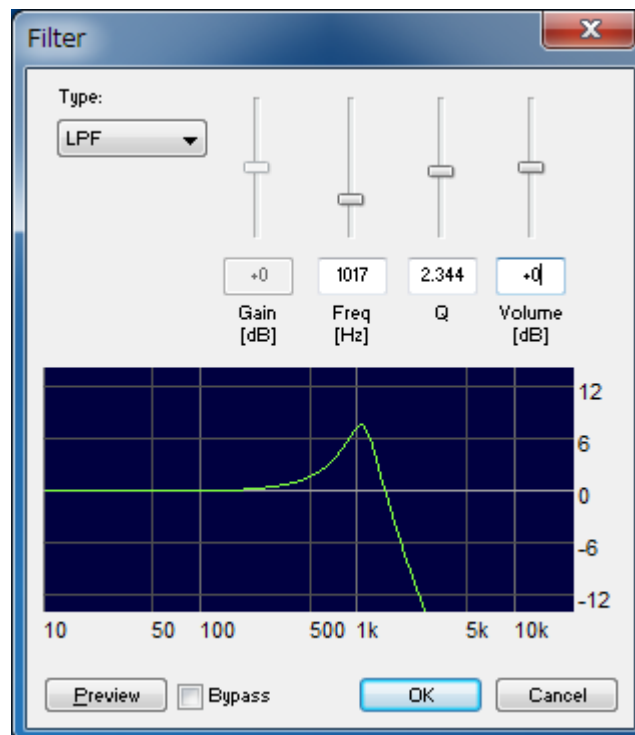 Filter
Type:
LPF
+0
1017
2.344
+0
Gain
[dB]
Freq
[Hz]
Q
Volume
[dB]
12
6
0
-6
-12
10
50
100
500
1k
5k
10k
Preview
Bypass
OK
Cancel